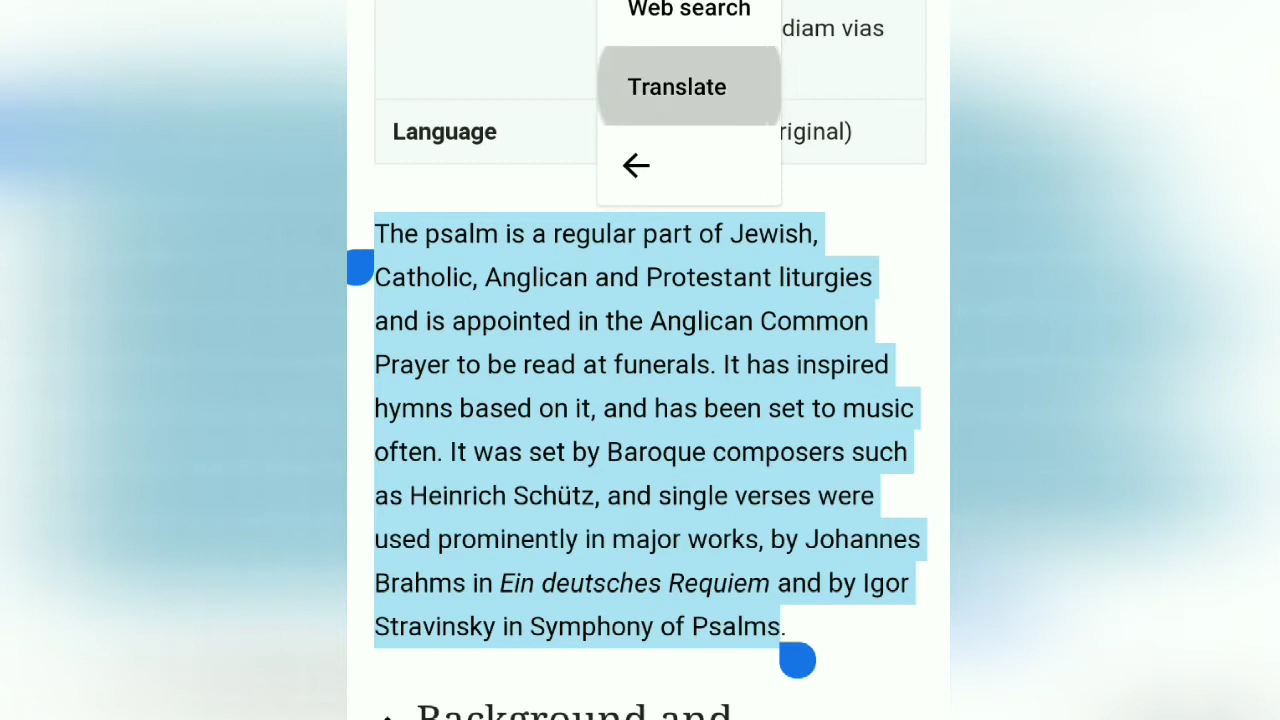 Web search
diam vias
Translate
Language
riginal)
The psalm is a regular part of Jewish,
Catholic, Anglican and Protestant liturgies
and is appointed in the Anglican Common
Prayer to be read at funerals. It has inspired
hymns based on it, and has been set to music
often. It was set by Baroque composers such
as Heinrich Schütz, and single verses were
used prominently in major works, by Johannes
Brahms in Ein deutsches Requiem and by Igor
Stravinsky in Symphony of Psalms.
Background and